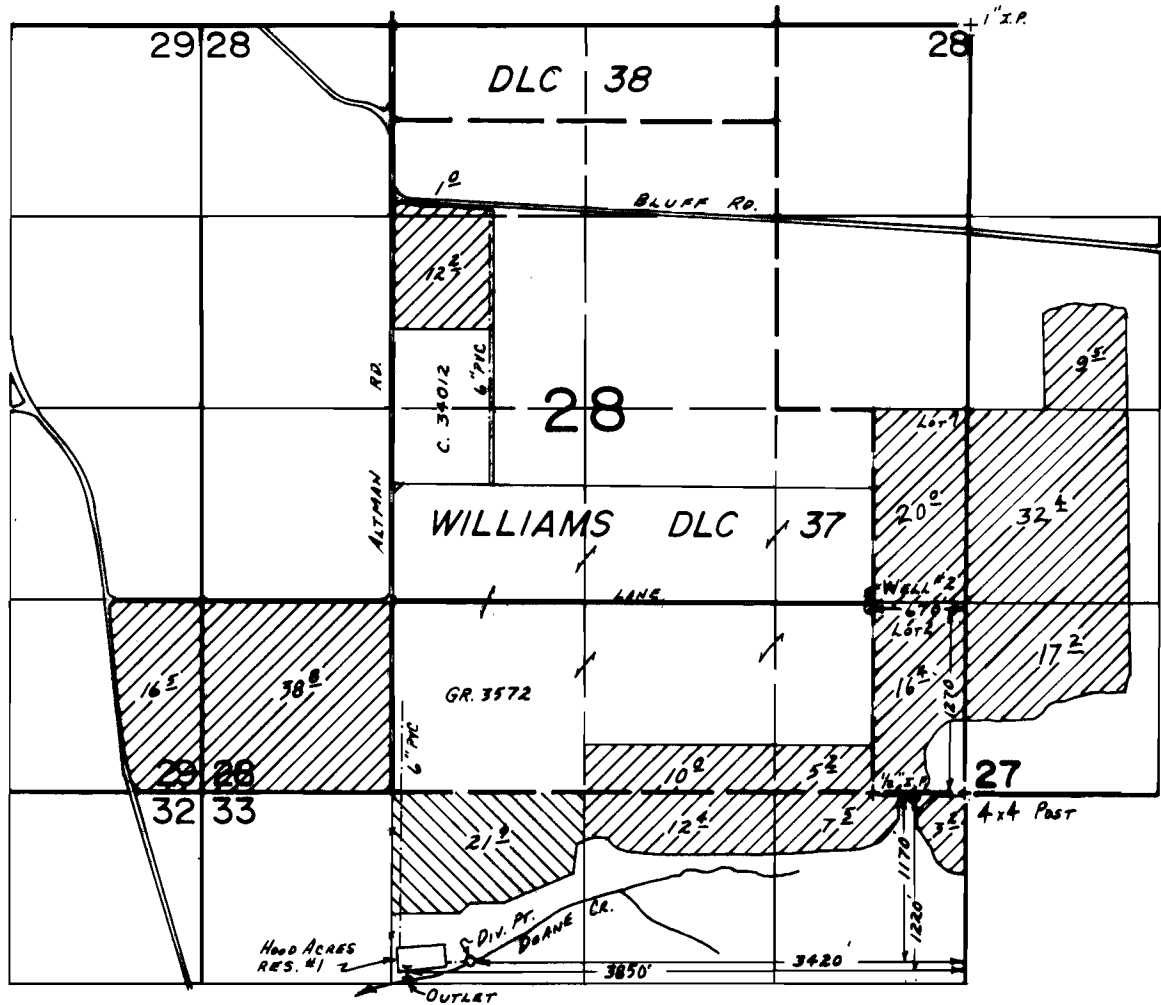 1" I.P.
29 28
28
DLC 38
1 0
BLUFF RD.
12 2
9 5
ALTMAN RD.
C. 34012
6" PVC
28
LOT 1
20 0
32 4
WILLIAMS DLC 37
LANE
WELL #2
670
LOT 2
16 5
38 8
GR. 3572
16 4
1270
17 2
6" PVC
10 0
5 2
29 28
½" I.P.
27
32 33
4x4 POST
21
12 4
7 5
3
1170'
1220'
DIV. PT.
DOANE CR.
HOOD ACRES
RES. #1
3420'
3850'
OUTLET